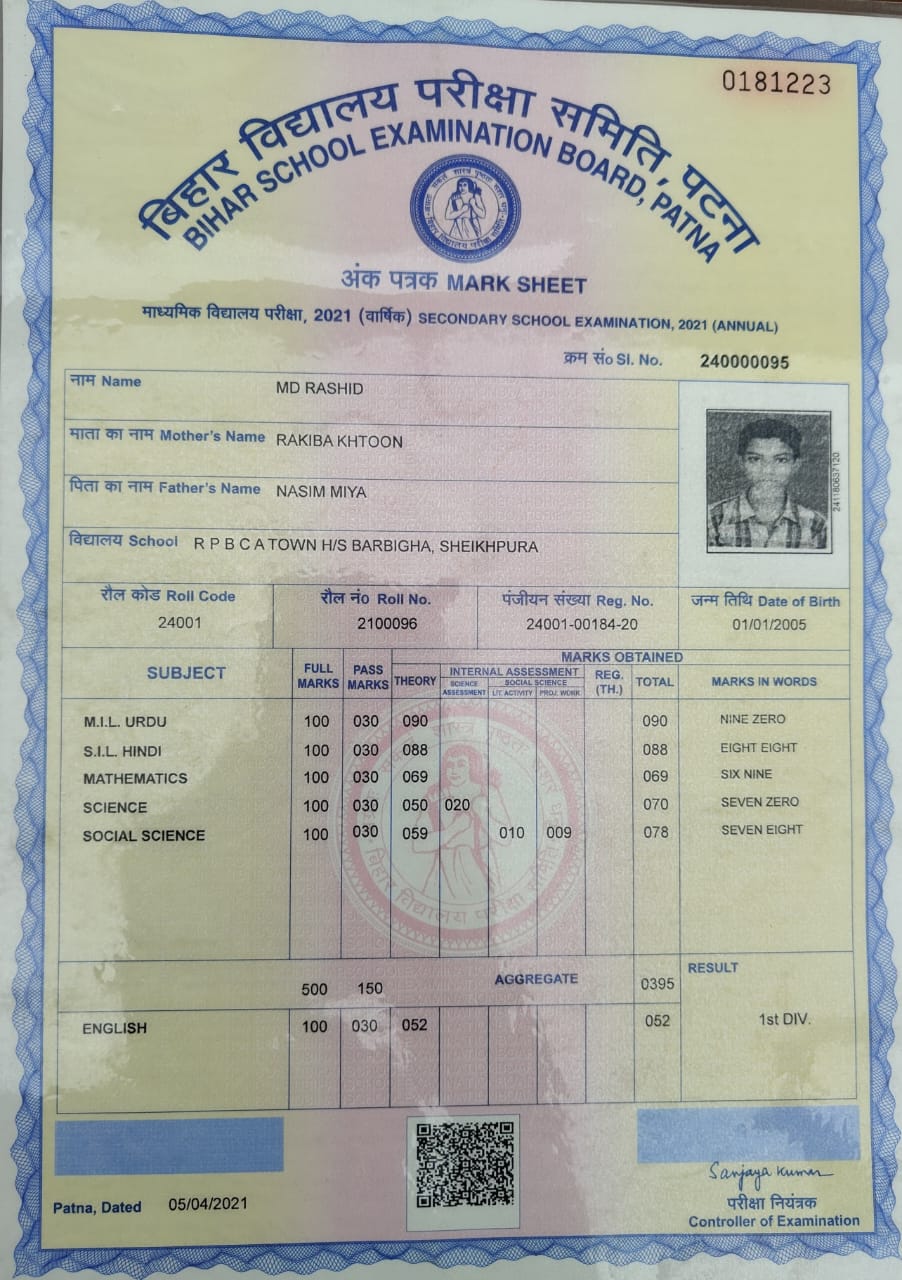 0181223
बिहार विद्यालय परीक्षा समिति, पटना
BIHAR SCHOOL EXAMINATION BOARD, PATNA
अंक पत्रक MARK SHEET
माध्यमिक विद्यालय परीक्षा, 2021 (वार्षिक) SECONDARY SCHOOL EXAMINATION, 2021 (ANNUAL)
क्रम सं० Sl. No. 240000095
नाम Name MD RASHID
माता का नाम Mother's Name RAKIBA KHTOON
पिता का नाम Father's Name NASIM MIYA
विद्यालय School R P B C A TOWN H/S BARBIGHA, SHEIKHPURA
241180637120
रौल कोड Roll Code रौल नं० Roll No. पंजीयन संख्या Reg. No. जन्म तिथि Date of Birth
24001 2100096 24001-00184-20 01/01/2005
MARKS OBTAINED
SUBJECT FULL MARKS PASS MARKS THEORY INTERNAL ASSESSMENT REG. (TH.) TOTAL MARKS IN WORDS
SCIENCE ASSESSMENT SOCIAL SCIENCE
LIT. ACTIVITY PROJ. WORK
M.I.L. URDU 100 030 090 090 NINE ZERO
S.I.L. HINDI 100 030 088 088 EIGHT EIGHT
MATHEMATICS 100 030 069 069 SIX NINE
SCIENCE 100 030 050 020 070 SEVEN ZERO
SOCIAL SCIENCE 100 030 059 010 009 078 SEVEN EIGHT
बिहार विद्यालय परीक्षा समिति
500 150 AGGREGATE 0395 RESULT
ENGLISH 100 030 052 052 1st DIV.
Sanjaya Kumar
Patna, Dated 05/04/2021
परीक्षा नियंत्रक
Controller of Examination